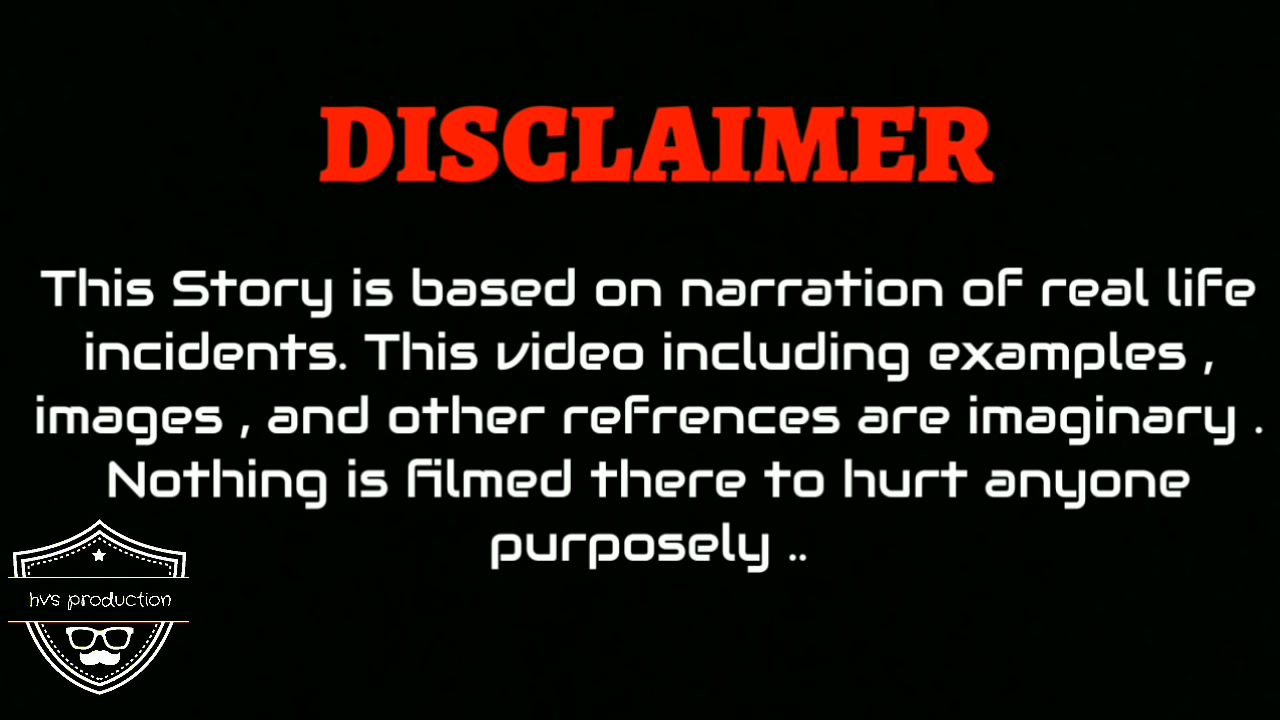 DISCLAIMER
This Story is based on narration of real life
incidents. This video including examples ,
images , and other refrences are imaginary .
Nothing is filmed there to hurt anyone
purposely ..
hvs production